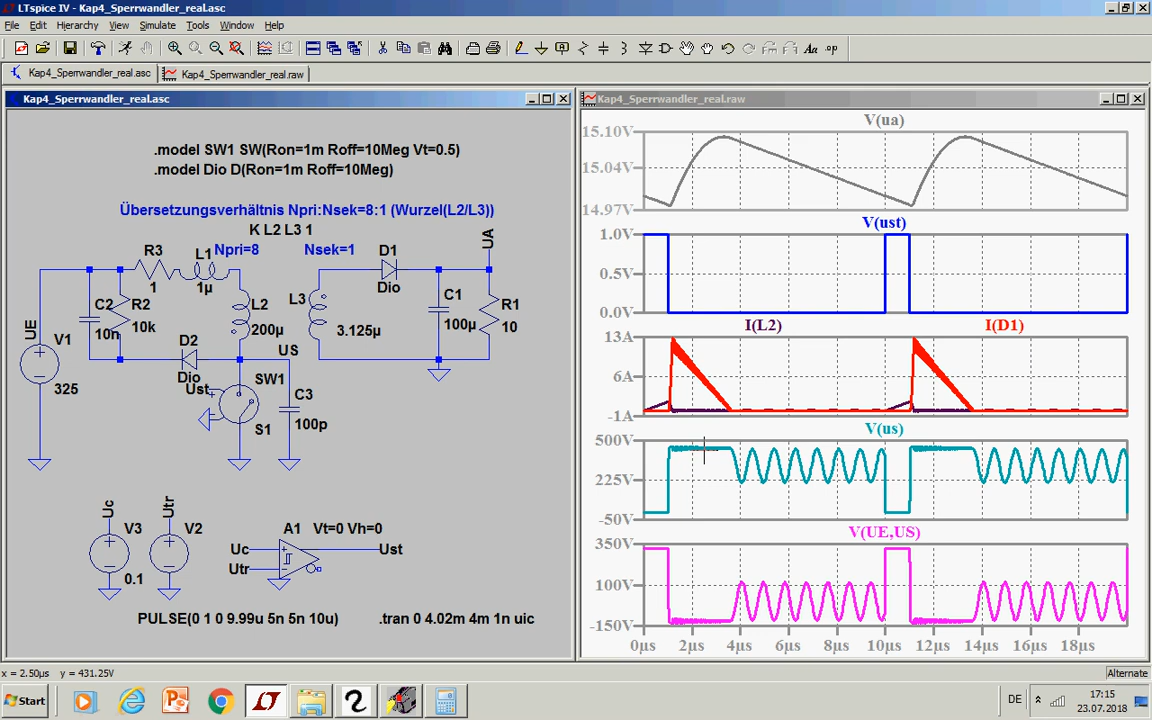 LTspice IV - Kap4_Sperrwandler_real.asc
File Edit Hierarchy View Simulate Tools Window Help
Aa .op
Kap4_Sperrwandler_real.asc Kap4_Sperrwandler_real.raw
Kap4_Sperrwandler_real.asc
.model SW1 SW(Ron=1m Roff=10Meg Vt=0.5)
.model Dio D(Ron=1m Roff=10Meg)
Übersetzungsverhältnis Npri:Nsek=8:1 (Wurzel(L2/L3))
K L2 L3 1
R3 L1 Npri=8 Nsek=1 D1 UA
1 1µ Dio
C2 R2 L2 L3 C1 R1
10n 10k 200µ 3.125µ 100µ 10
UE V1 D2 US
325 Dio Ust SW1 C3
S1 100p
Uc Utr
V3 V2 A1 Vt=0 Vh=0
0.1 Uc Ust
Utr
PULSE(0 1 0 9.99u 5n 5n 10u) .tran 0 4.02m 4m 1n uic
Kap4_Sperrwandler_real.raw
V(ua)
15.10V
15.04V
14.97V
V(ust)
1.0V
0.5V
0.0V
I(L2) I(D1)
13A
6A
-1A
V(us)
500V
225V
-50V
V(UE,US)
350V
100V
-150V
0µs 2µs 4µs 6µs 8µs 10µs 12µs 14µs 16µs 18µs
x = 2.50µs y = 431.25V Alternate
Start DE 17:15
23.07.2018